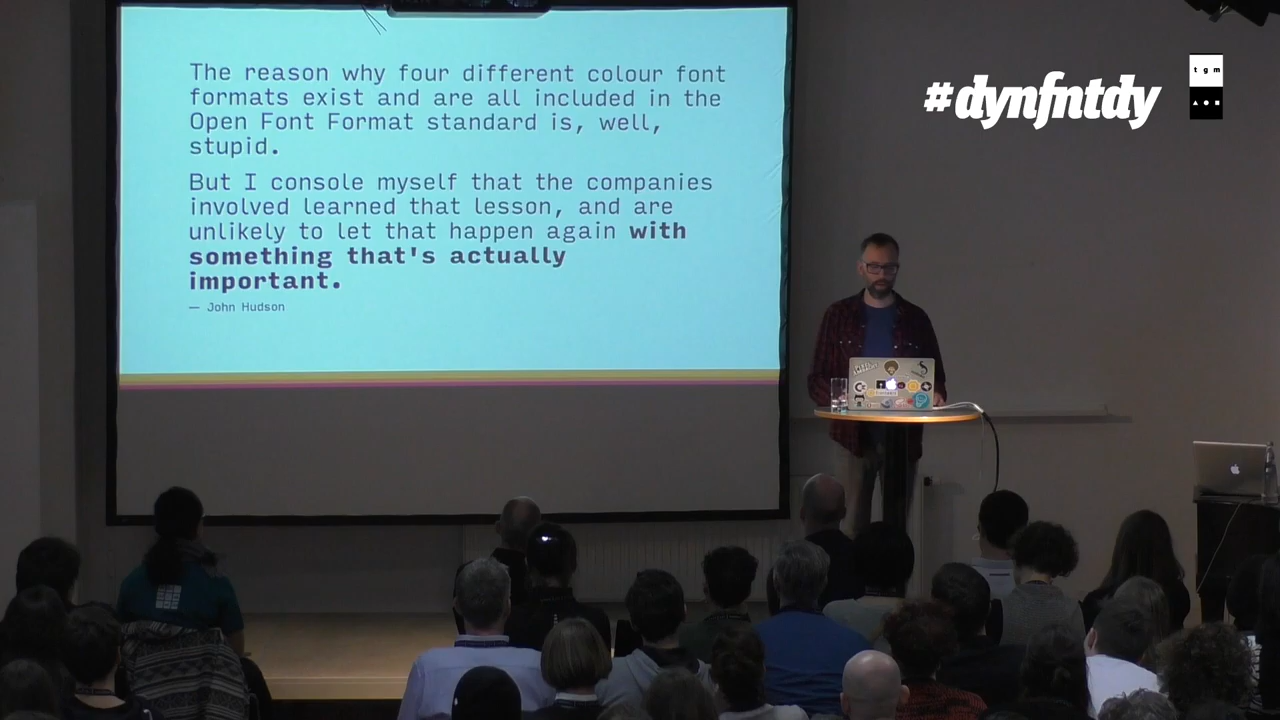 The reason why four different colour font
formats exist and are all included in the
Open Font Format standard is, well,
stupid.
But I console myself that the companies
involved learned that lesson, and are
unlikely to let that happen again with
something that's actually
important.
— John Hudson
#dynfntdy
tgm